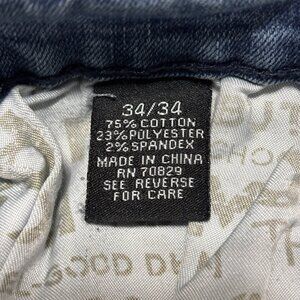 34/34
75% COTTON
23% POLYESTER
2% SPANDEX
MADE IN CHINA
RN 70829
SEE REVERSE
FOR CARE